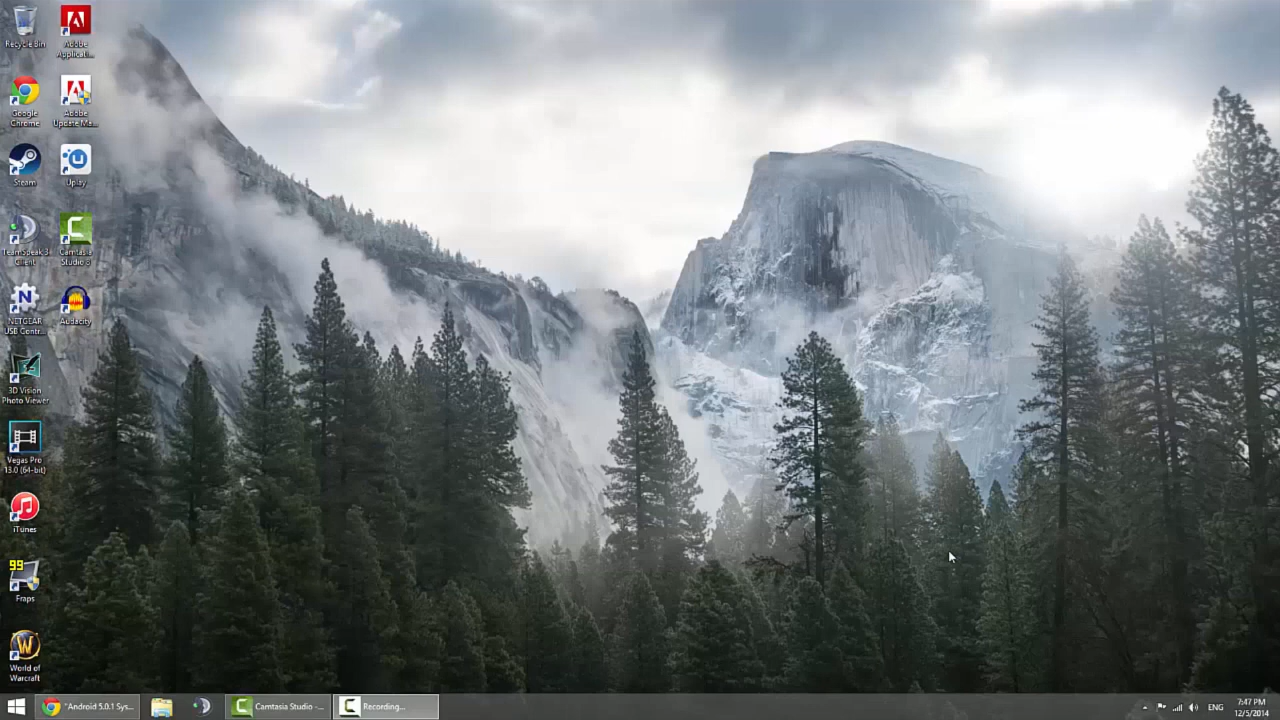 Recycle Bin
Adobe
Applicati...
Google
Chrome
Adobe
Update Ma...
Steam
Uplay
TeamSpeak 3
Client
Camtasia
Studio 8
NETGEAR
USB Contr...
Audacity
3D Vision
Photo Viewer
Vegas Pro
13.0 (64-bit)
iTunes
99
Fraps
World of
Warcraft
"Android 5.0.1 Sys...
Camtasia Studio -...
Recording...
ENG
7:47 PM
12/5/2014